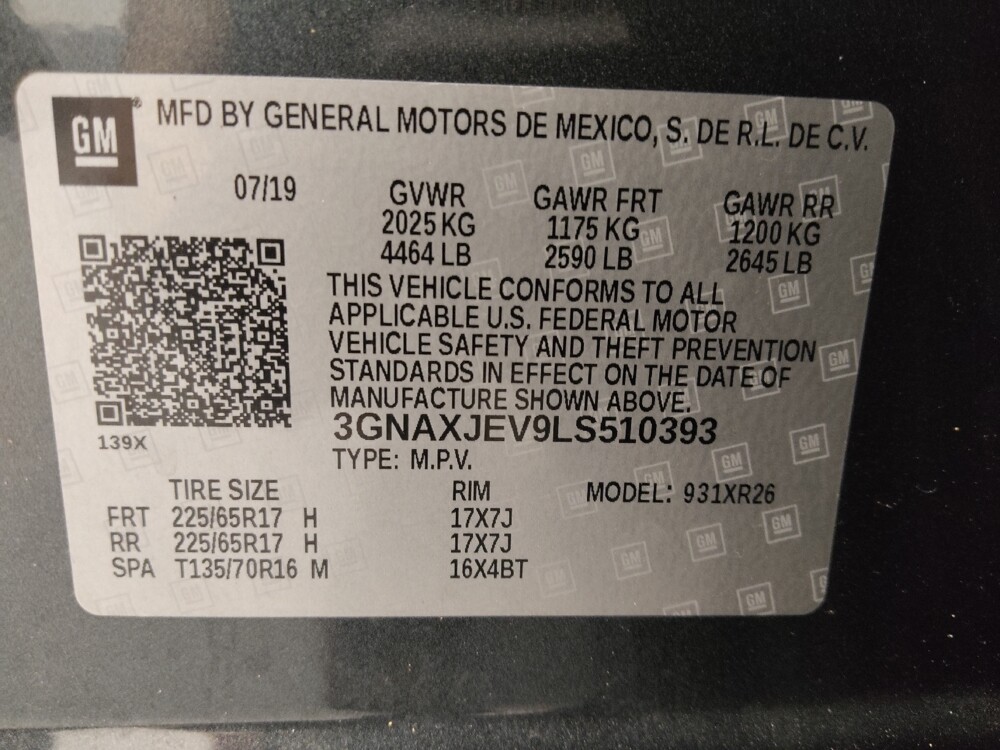 GM® MFD BY GENERAL MOTORS DE MEXICO, S. DE R.L. DE C.V.
07/19
GVWR GAWR FRT GAWR RR
2025 KG 1175 KG 1200 KG
4464 LB 2590 LB 2645 LB
THIS VEHICLE CONFORMS TO ALL
APPLICABLE U.S. FEDERAL MOTOR
VEHICLE SAFETY AND THEFT PREVENTION
STANDARDS IN EFFECT ON THE DATE OF
MANUFACTURE SHOWN ABOVE.
139X 3GNAXJEV9LS510393
TYPE: M.P.V.
TIRE SIZE RIM MODEL: 931XR26
FRT 225/65R17 H 17X7J
RR 225/65R17 H 17X7J
SPA T135/70R16 M 16X4BT